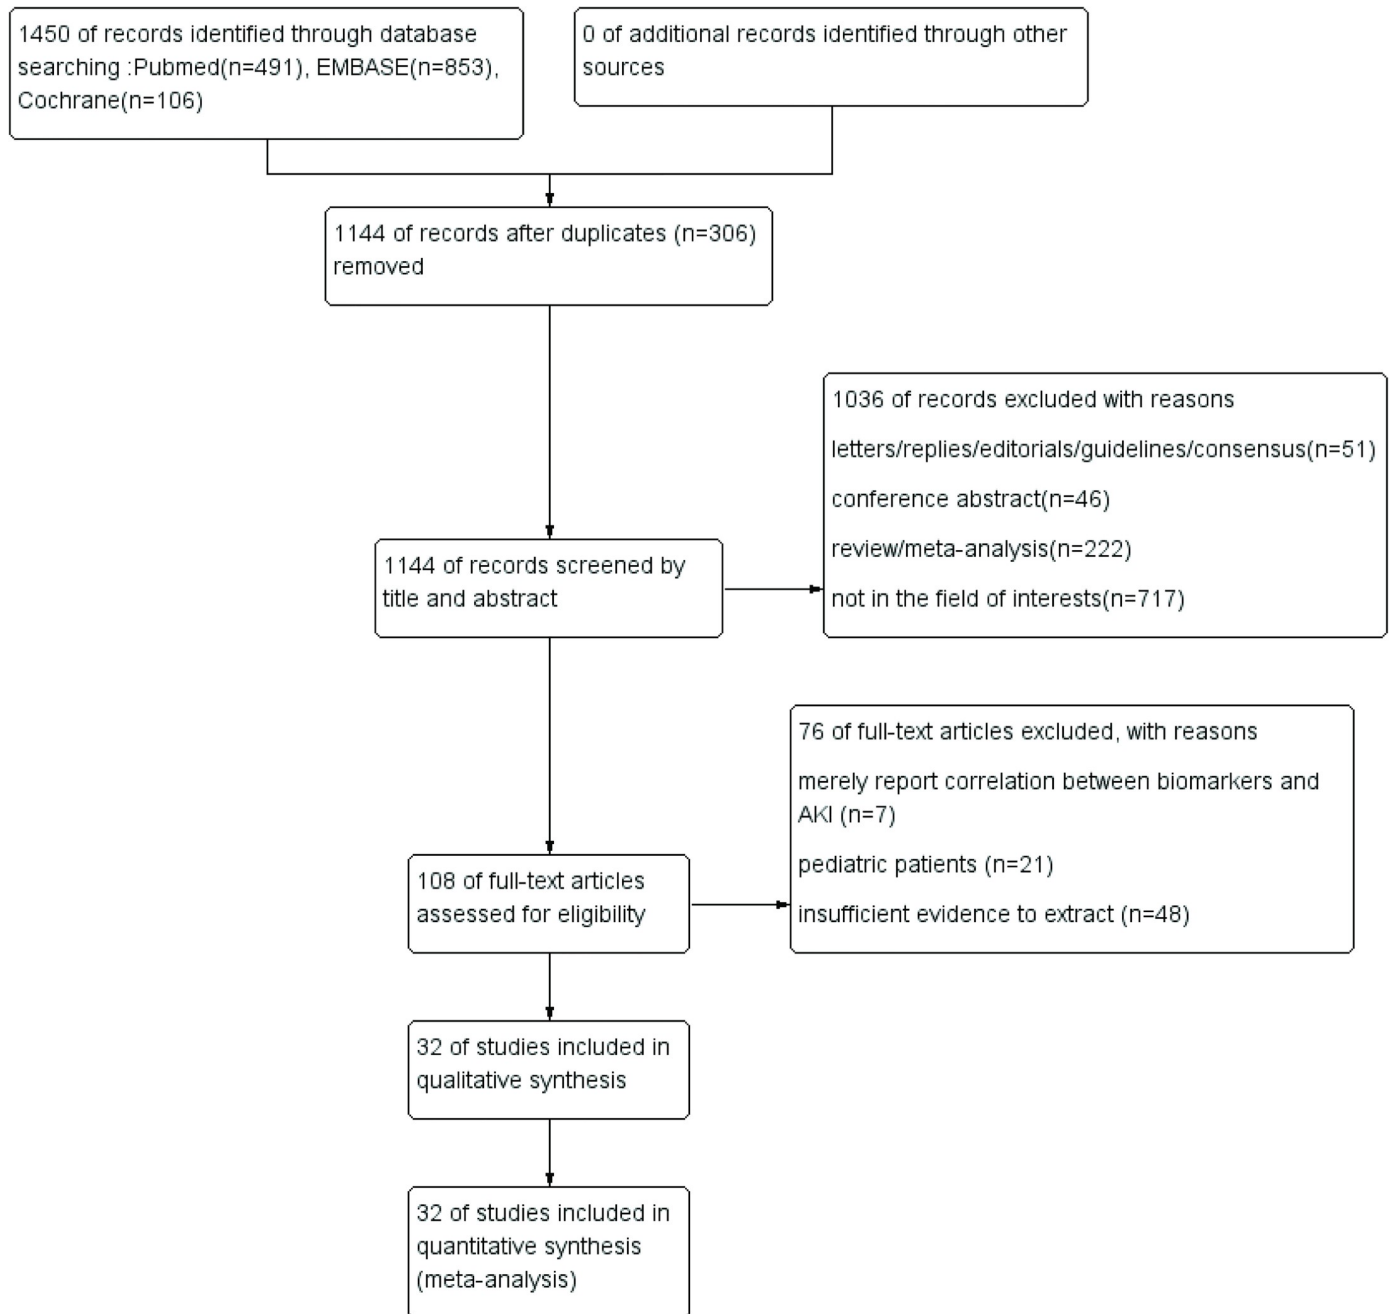 1450 of records identified through database
searching :Pubmed(n=491), EMBASE(n=853),
Cochrane(n=106)
0 of additional records identified through other
sources
1144 of records after duplicates (n=306)
removed
1036 of records excluded with reasons
letters/replies/editorials/guidelines/consensus(n=51)
conference abstract(n=46)
review/meta-analysis(n=222)
not in the field of interests(n=717)
1144 of records screened by
title and abstract
76 of full-text articles excluded, with reasons
merely report correlation between biomarkers and
AKI (n=7)
pediatric patients (n=21)
insufficient evidence to extract (n=48)
108 of full-text articles
assessed for eligibility
32 of studies included in
qualitative synthesis
32 of studies included in
quantitative synthesis
(meta-analysis)